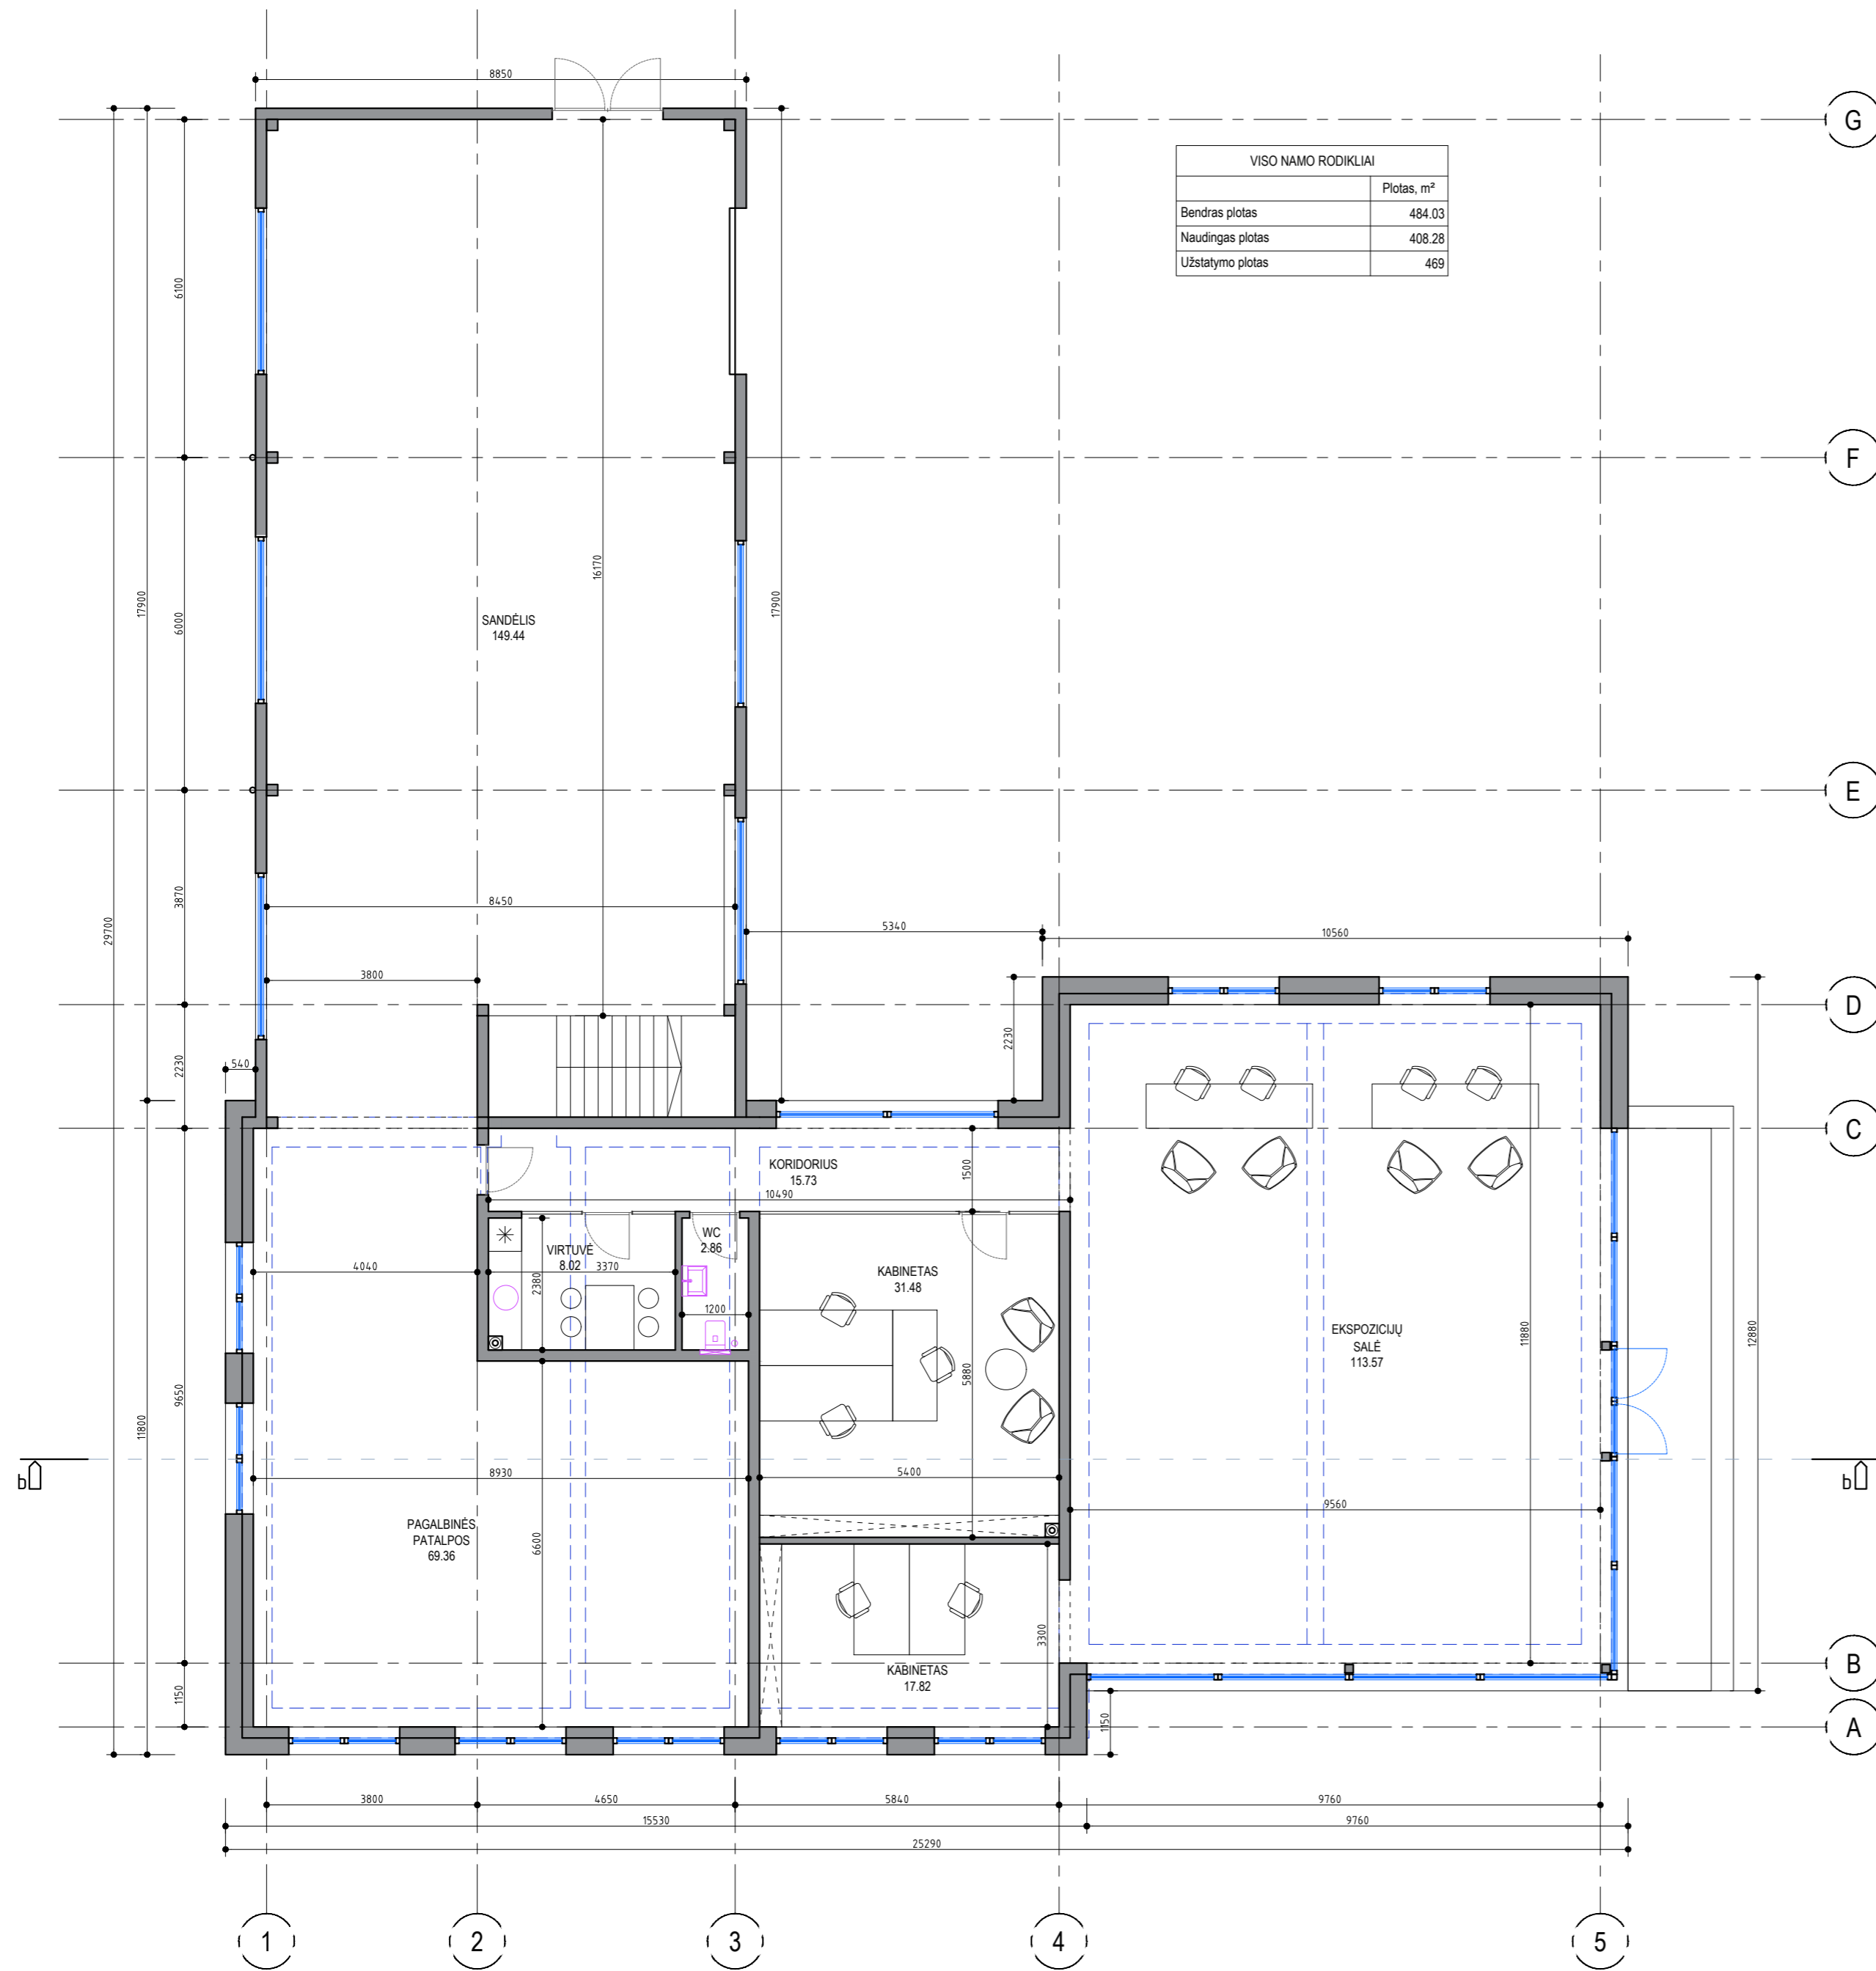 8850
G
VISO NAMO RODIKLIAI
Plotas, m²
Bendras plotas 484.03
Naudingas plotas 408.28
Užstatymo plotas 469
6100
F
17900
6000
16170
17900
SANDĖLIS
149.44
E
29700
3870
8450
5340
10560
3800
D
540
2230
2230
C
KORIDORIUS
15.73
1500
10490
WC
2.86
VIRTUVĖ
8.02
3370
2380
4040
1200
KABINETAS
31.48
5880
EKSPOZICIJŲ
SALĖ
113.57
11880
12880
9650
11800
b
b
8930
5400
9560
PAGALBINĖS
PATALPOS
69.36
6600
3300
KABINETAS
17.82
B
1150
1150
A
3800
4650
5840
9760
15530
9760
25290
1
2
3
4
5